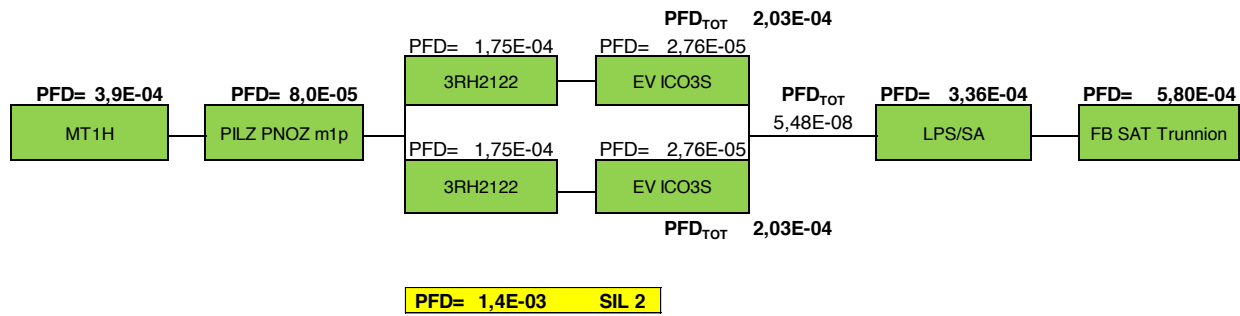 PFDTOT 2,03E-04
PFD= 1,75E-04 PFD= 2,76E-05
3RH2122 EV ICO3S
PFD= 3,9E-04 PFD= 8,0E-05 PFDTOT PFD= 3,36E-04 PFD= 5,80E-04
MT1H PILZ PNOZ m1p 5,48E-08 LPS/SA FB SAT Trunnion
PFD= 1,75E-04 PFD= 2,76E-05
3RH2122 EV ICO3S
PFDTOT 2,03E-04
PFD= 1,4E-03 SIL 2